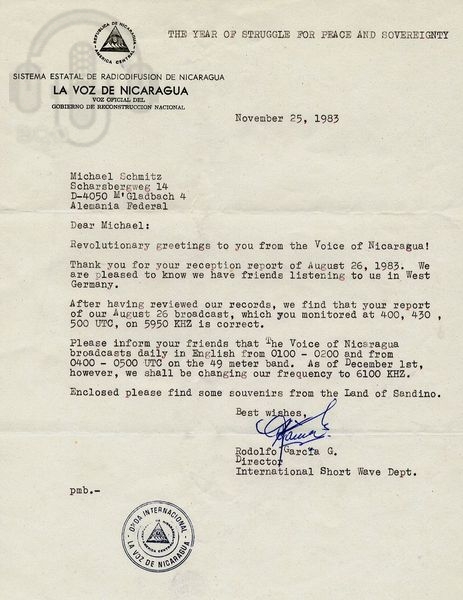 REPUBLICA DE NICARAGUA
AMERICA CENTRAL
THE YEAR OF STRUGGLE FOR PEACE AND SOVEREIGNTY
SISTEMA ESTATAL DE RADIODIFUSION DE NICARAGUA
LA VOZ DE NICARAGUA
VOZ OFICIAL DEL
GOBIERNO DE RECONSTRUCCION NACIONAL
November 25, 1983
Michael Schmitz
Scharsbergweg 14
D-4050 M'Gladbach 4
Alemania Federal
Dear Michael:
Revolutionary greetings to you from the Voice of Nicaragua!
Thank you for your reception report of August 26, 1983. We
are pleased to know we have friends listening to us in West
Germany.
After having reviewed our records, we find that your report
of our August 26 broadcast, which you monitored at 400, 430 ,
500 UTC, on 5950 KHZ is correct.
Please inform your friends that The Voice of Nicaragua
broadcasts daily in English from 0100 - 0200 and from
0400 - 0500 UTC on the 49 meter band. As of December 1st,
however, we shall be changing our frequency to 6100 KHZ.
Enclosed please find some souvenirs from the Land of Sandino.
Best wishes,
Rodolfo García G.
Director
International Short Wave Dept.
pmb.-
INTERNACIONAL
LA VOZ DE NICARAGUA